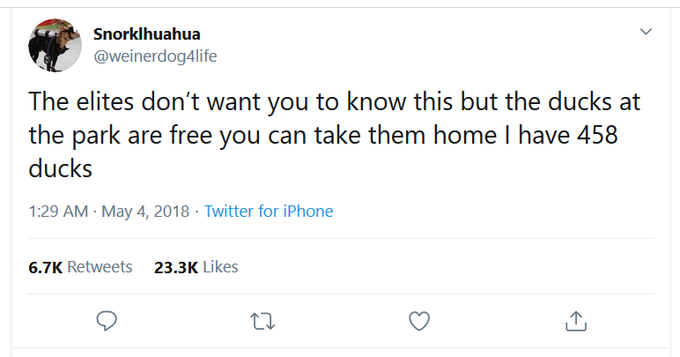 Snorklhuahua
@weinerdog4life
The elites don’t want you to know this but the ducks at
the park are free you can take them home I have 458
ducks
1:29 AM · May 4, 2018 · Twitter for iPhone
6.7K Retweets 23.3K Likes